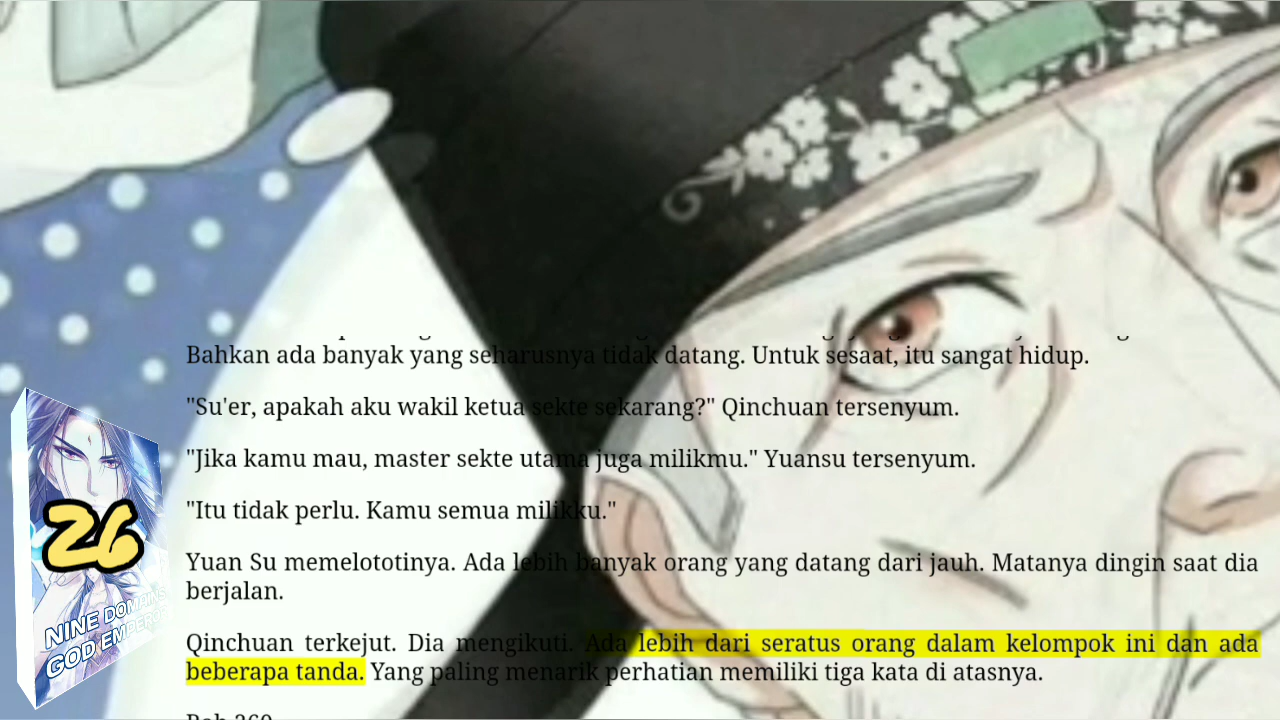 Bahkan ada banyak yang seharusnya tidak datang. Untuk sesaat, itu sangat hidup.
"Su'er, apakah aku wakil ketua sekte sekarang?" Qinchuan tersenyum.
"Jika kamu mau, master sekte utama juga milikmu." Yuansu tersenyum.
"Itu tidak perlu. Kamu semua milikku."
Yuan Su memelototinya. Ada lebih banyak orang yang datang dari jauh. Matanya dingin saat dia
berjalan.
Qinchuan terkejut. Dia mengikuti. Ada lebih dari seratus orang dalam kelompok ini dan ada
beberapa tanda. Yang paling menarik perhatian memiliki tiga kata di atasnya.
26
NINE DOMAINS
GOD EMPEROR